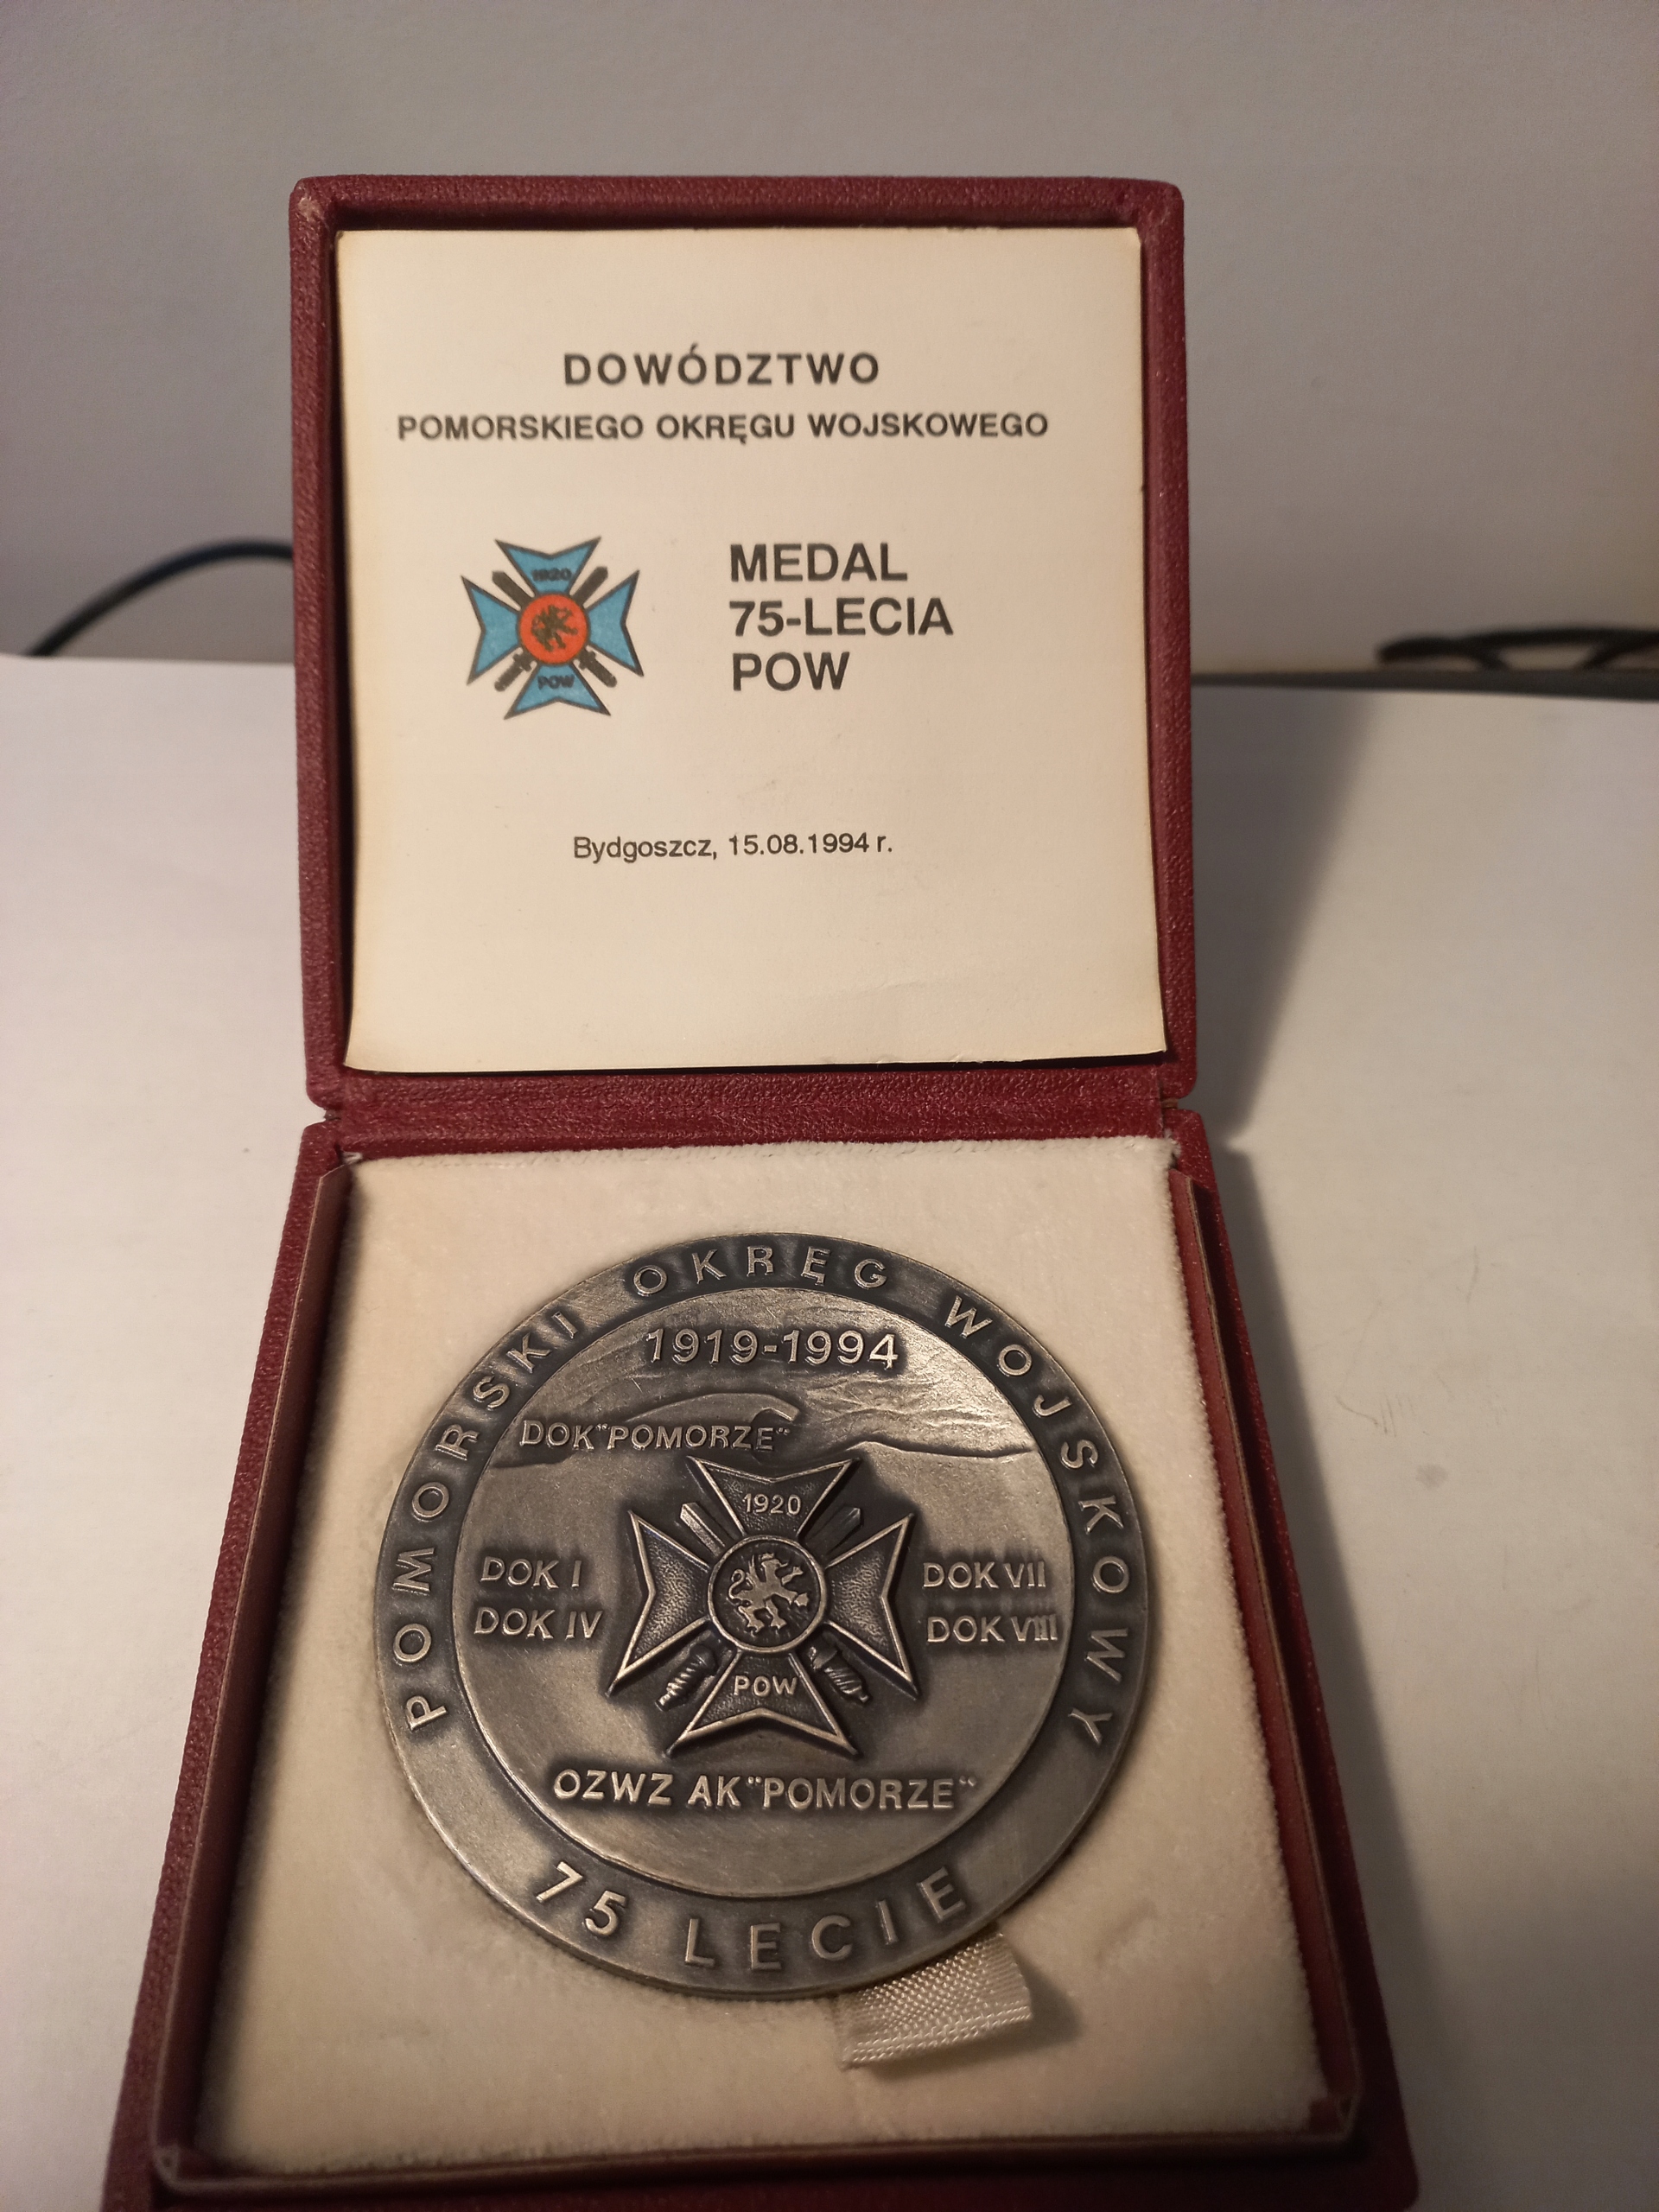 DOWÓDZTWO
POMORSKIEGO OKRĘGU WOJSKOWEGO
1920
POW
MEDAL
75-LECIA
POW
Bydgoszcz, 15.08.1994 r.
POMORSKI OKRĘG WOJSKOWY
1919-1994
DOK"POMORZE"
1920
DOK I
DOK IV
DOK VII
DOK VIII
POW
OZWZ AK"POMORZE"
75 LECIE